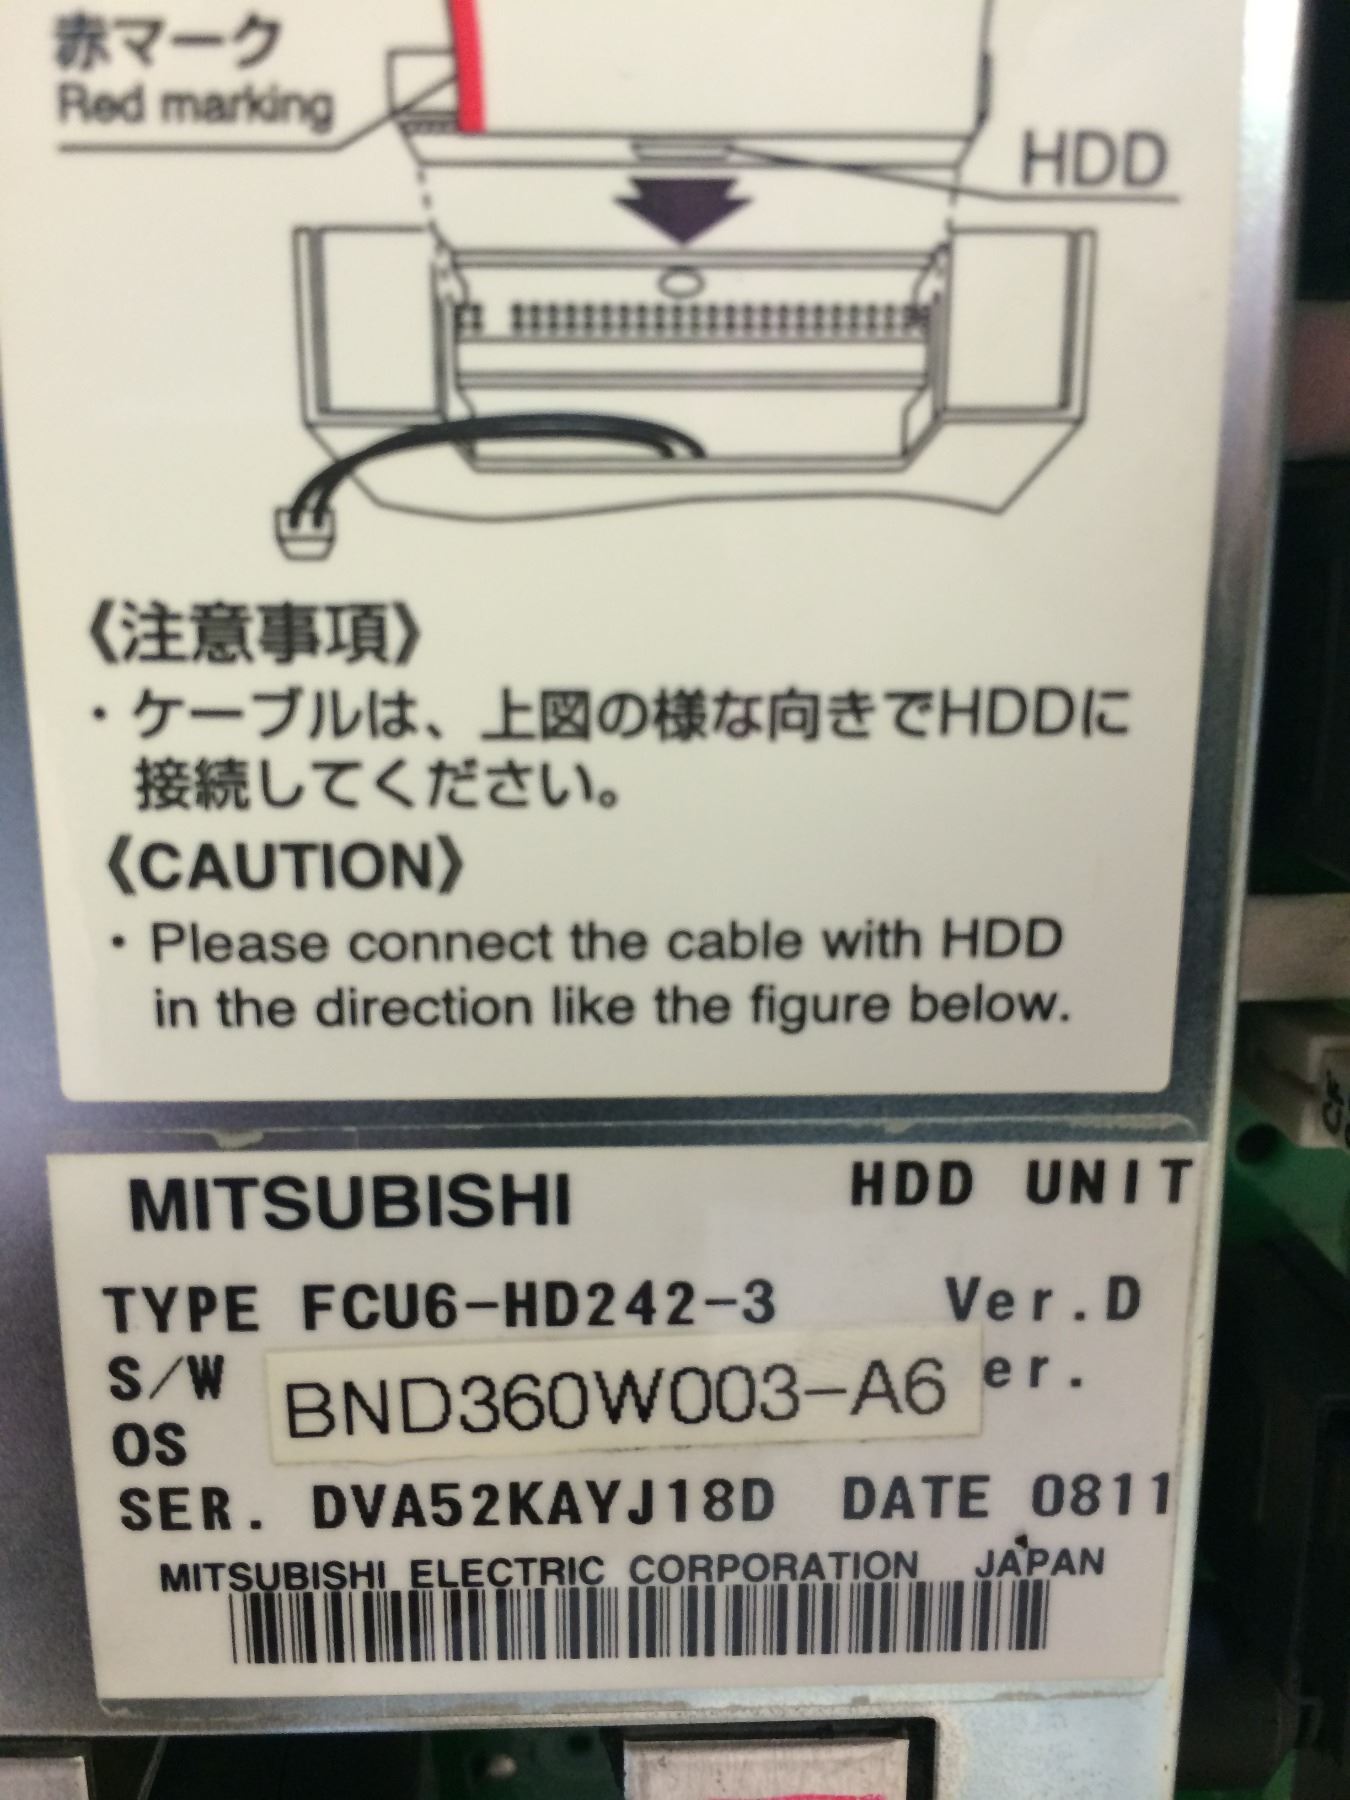 赤マーク
Red marking
HDD
《注意事項》
・ケーブルは、上図の様な向きでHDDに
接続してください。
《CAUTION》
・Please connect the cable with HDD
in the direction like the figure below.
MITSUBISHI HDD UNIT
TYPE FCU6-HD242-3 Ver.D
S/W BND360W003-A6 er.
OS
SER. DVA52KAYJ18D DATE 0811
MITSUBISHI ELECTRIC CORPORATION JAPAN